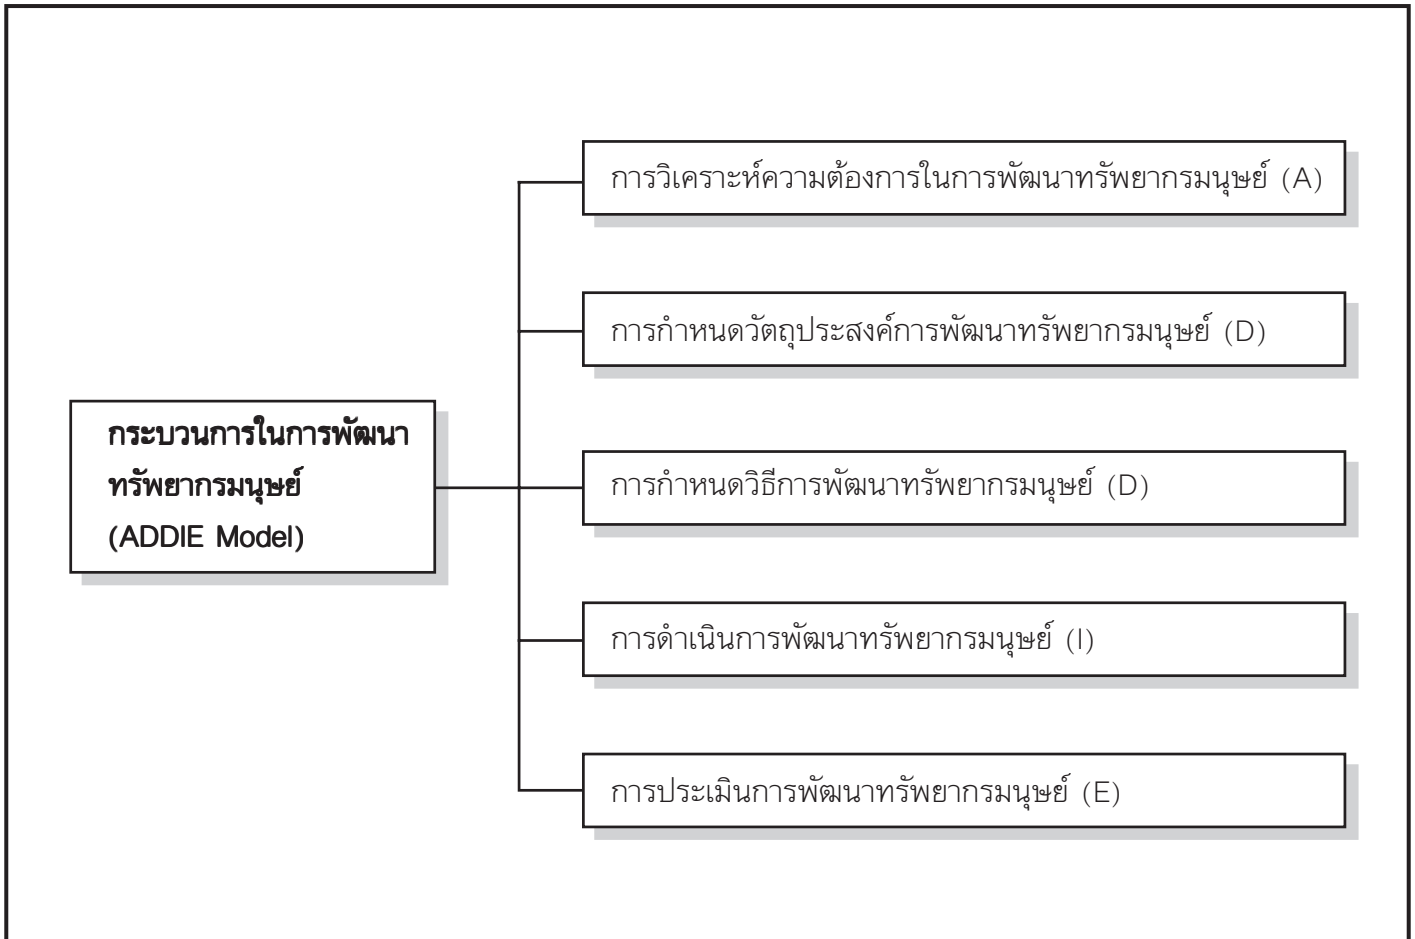 การวิเคราะห์ความต้องการในการพัฒนาทรัพยากรมนุษย์ (A)
การกำหนดวัตถุประสงค์การพัฒนาทรัพยากรมนุษย์ (D)
กระบวนการในการพัฒนา
ทรัพยากรมนุษย์
(ADDIE Model)
การกำหนดวิธีการพัฒนาทรัพยากรมนุษย์ (D)
การดำเนินการพัฒนาทรัพยากรมนุษย์ (I)
การประเมินการพัฒนาทรัพยากรมนุษย์ (E)